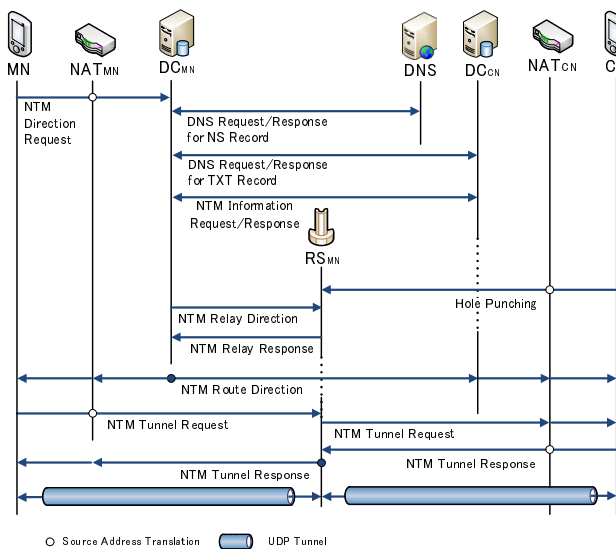 MN
NATMN
DCMN
DNS
DCCN
NATCN
C
NTM
Direction
Request
DNS Request/Response
for NS Record
DNS Request/Response
for TXT Record
NTM Information
Request/Response
RSMN
Hole Punching
NTM Relay Direction
NTM Relay Response
NTM Route Direction
NTM Tunnel Request
NTM Tunnel Request
NTM Tunnel Response
NTM Tunnel Response
Source Address Translation
UDP Tunnel